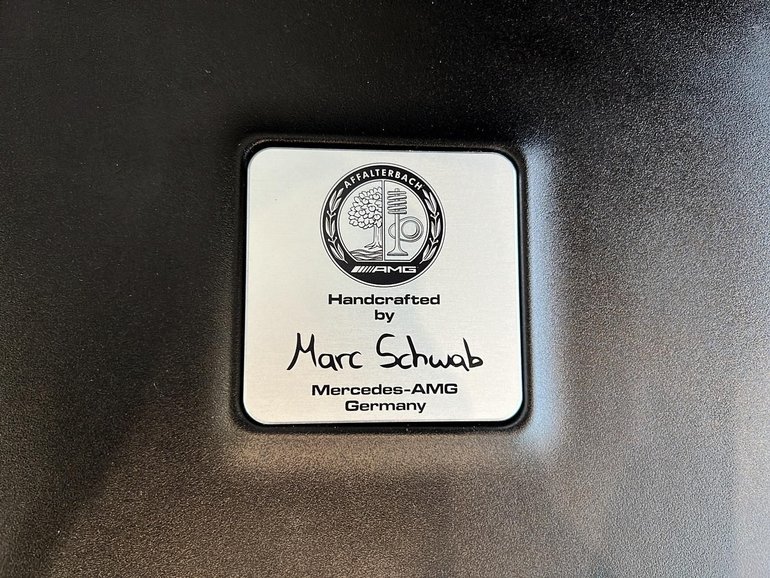 AFFALTERBACH
AMG
Handcrafted
by
Marc Schwab
Mercedes-AMG
Germany